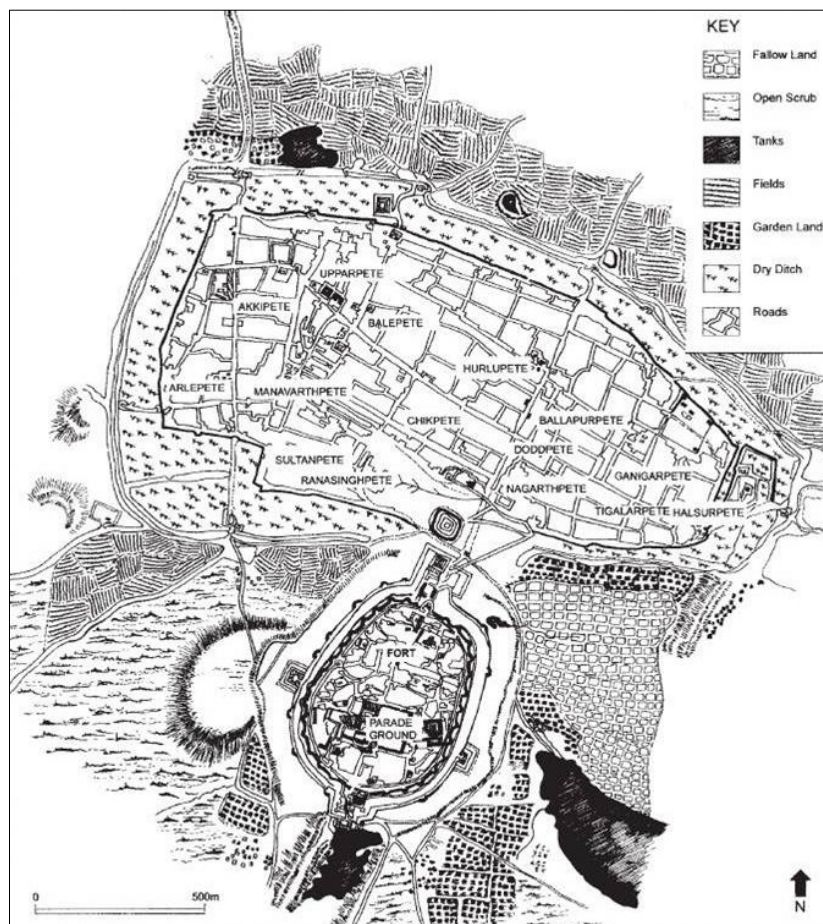 KEY
Fallow Land
Open Scrub
Tanks
Fields
Garden Land
Dry Ditch
Roads
UPPARPETE
AKKIPETE
BALEPETE
HURLUPETE
ARLEPETE
MANAVARTHPETE
CHIKPETE
BALLAPURPETE
DODDPETE
SULTANPETE
GANIGARPETE
RANASINGHPETE
NAGARTHPETE
TIGALARPETE
HALSURPETE
FORT
PARADE
GROUND
0
500m
N